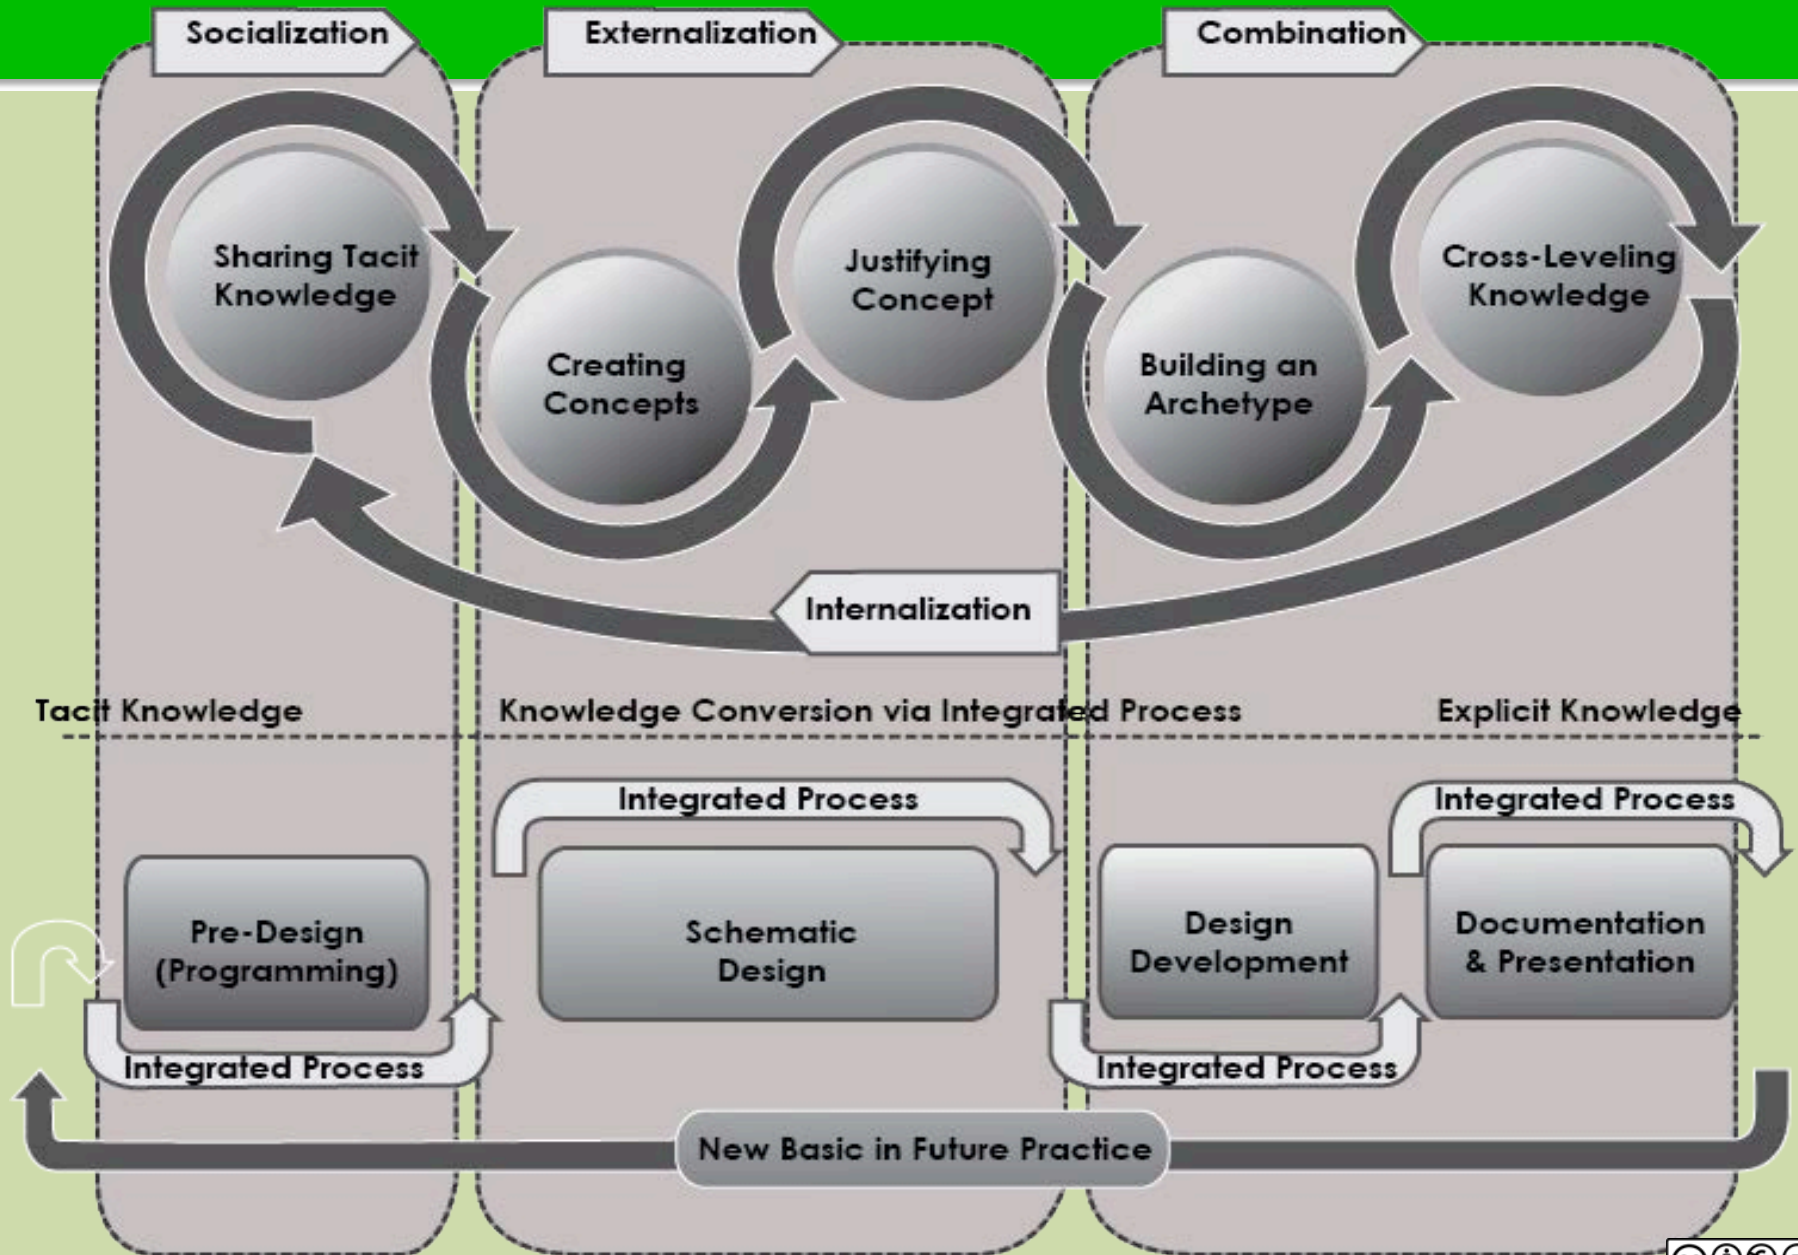 Socialization
Externalization
Combination
Sharing Tacit
Knowledge
Creating
Concepts
Justifying
Concept
Building an
Archetype
Cross-Leveling
Knowledge
Internalization
Tacit Knowledge
Knowledge Conversion via Integrated Process
Explicit Knowledge
Integrated Process
Integrated Process
Pre-Design
(Programming)
Schematic
Design
Design
Development
Documentation
& Presentation
Integrated Process
Integrated Process
New Basic in Future Practice